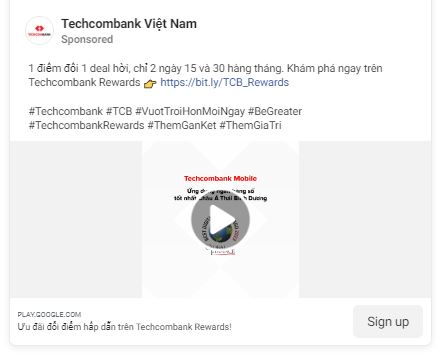 Techcombank Việt Nam
Sponsored
TECHCOMBANK
1 điểm đổi 1 deal hời, chỉ 2 ngày 15 và 30 hàng tháng. Khám phá ngay trên
Techcombank Rewards 👉 https://bit.ly/TCB_Rewards
#Techcombank #TCB #VuotTroiHonMoiNgay #BeGreater
#TechcombankRewards #ThemGanKet #ThemGiaTri
Techcombank Mobile
Ứng dụng ngân hàng số
tốt nhất Châu Á Thái Bình Dương
PLAY.GOOGLE.COM
Ưu đãi đổi điểm hấp dẫn trên Techcombank Rewards!
Sign up